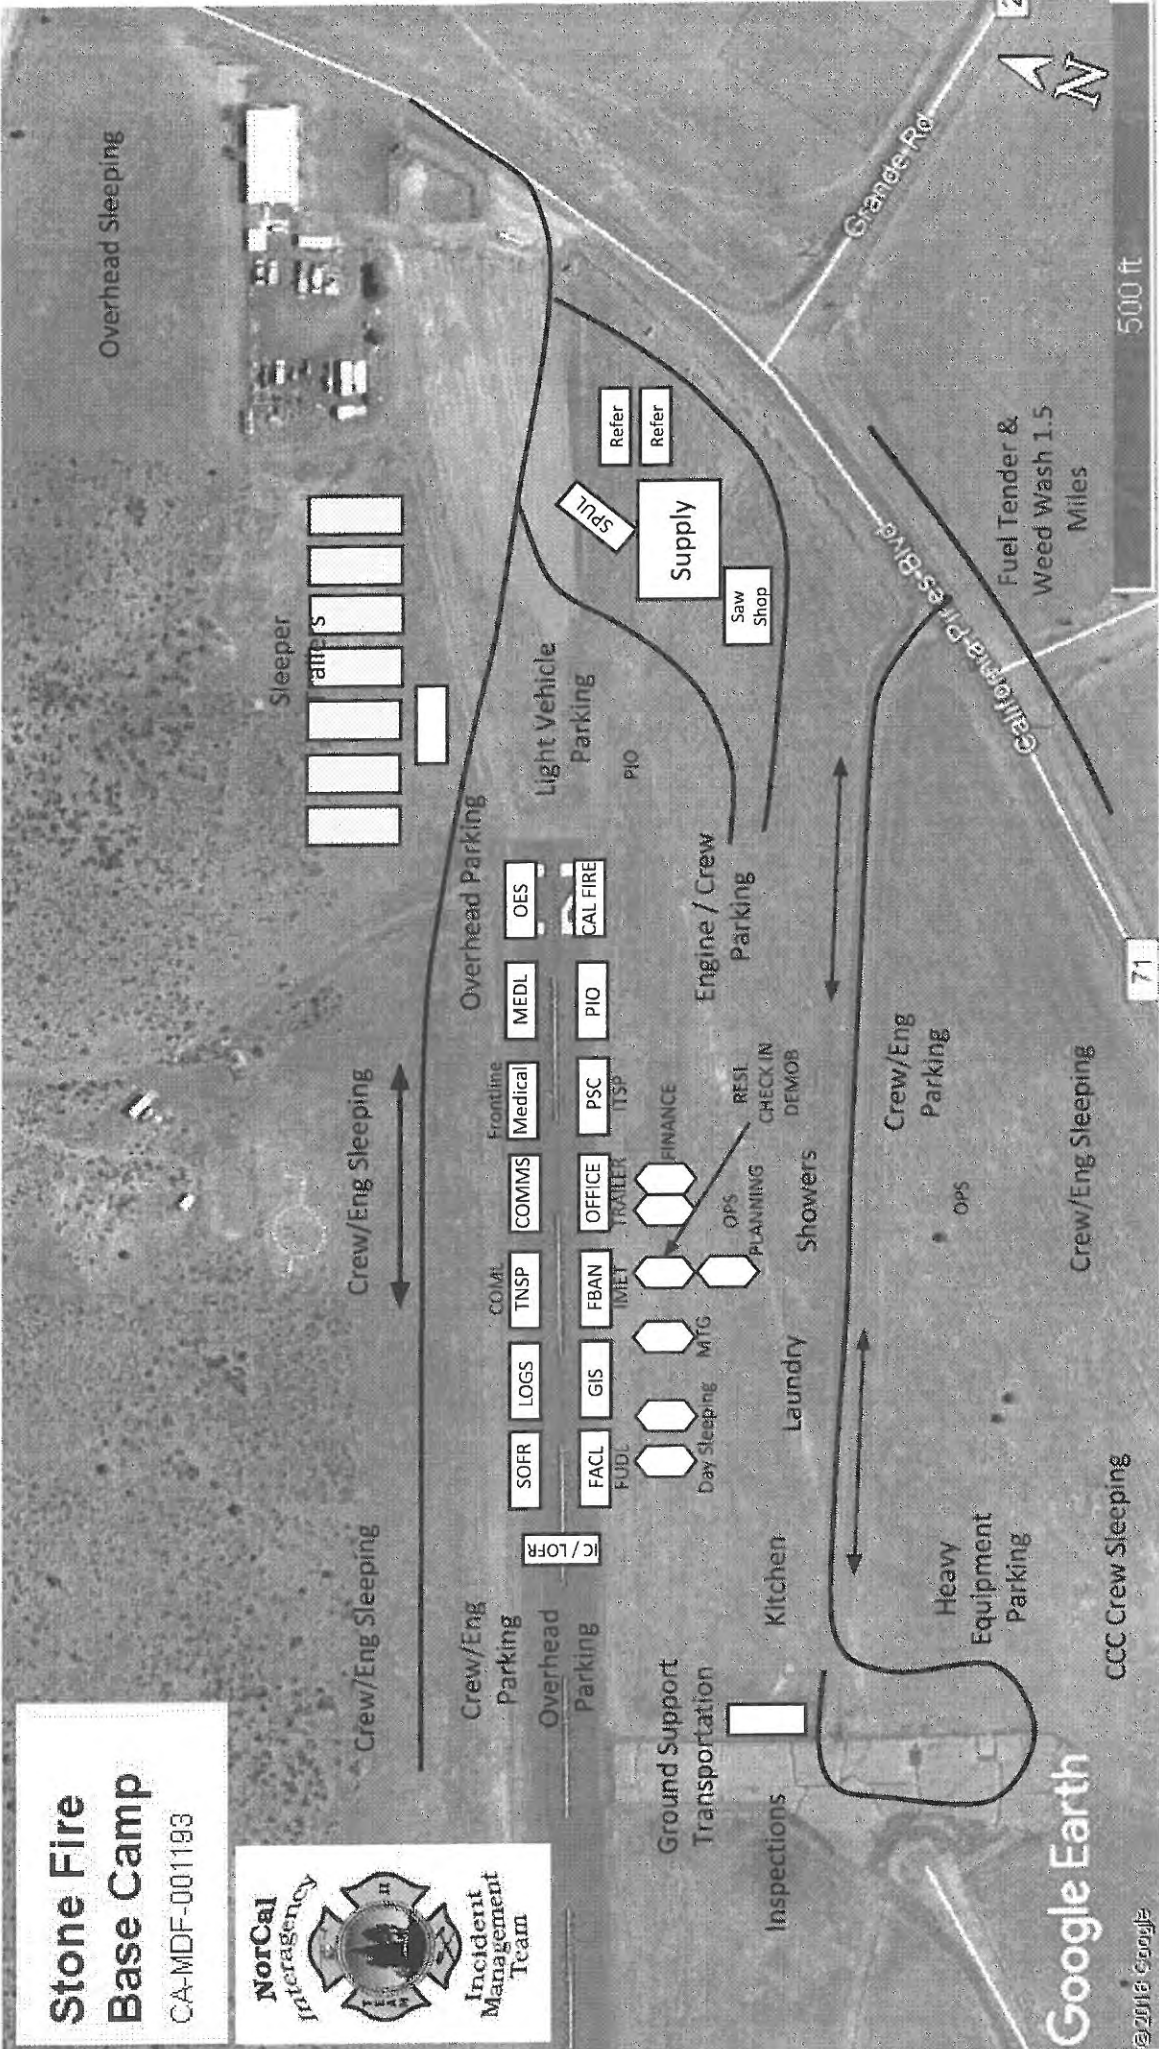 Stone Fire
Base Camp
CA-MDF-001193
NorCal
Interagency
TEAM
II
Incident
Management
Team
Overhead Sleeping
Sleeper
ailers
Crew/Eng Sleeping
Crew/Eng Sleeping
Crew/Eng
Parking
Overhead
Parking
Overhead Parking
Light Vehicle
Parking
PIO
IC / LOFR
SOFR
LOGS
COML
TNSP
COMMS
Frontline
Medical
MEDL
OES
FACL
FUDL
GIS
FBAN
IMET
OFFICE
TRAILER
PSC
ITSP
PIO
CAL FIRE
Day Sleeping
MTG
OPS
PLANNING
FINANCE
RESL
CHECK IN
DEMOB
Engine / Crew
Parking
SPUL
Supply
Saw
Shop
Refer
Refer
Ground Support
Transportation
Inspections
Kitchen
Laundry
Showers
Heavy
Equipment
Parking
Crew/Eng
Parking
OPS
CCC Crew Sleeping
Crew/Eng Sleeping
Fuel Tender &
Weed Wash 1.5
Miles
California-Pines-Blvd
Grande-Rd
71
2
N
500 ft
Google Earth
©2018 Google